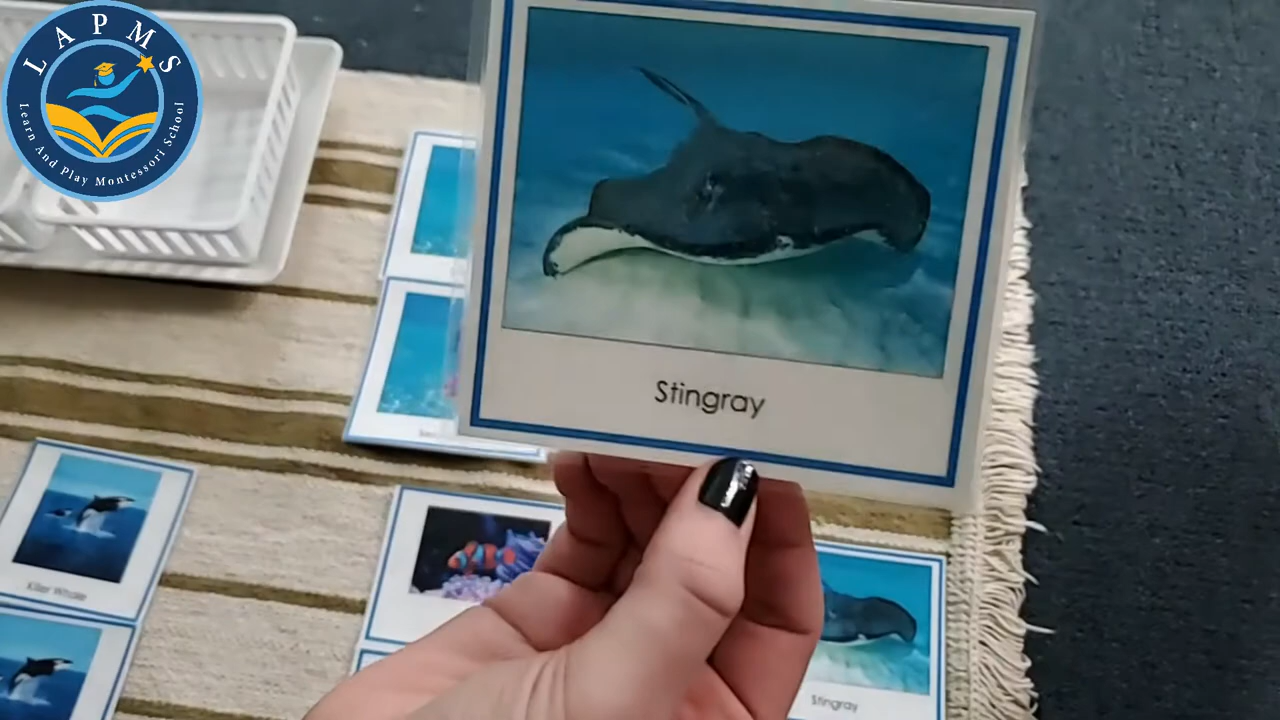 LAPMS
Learn And Play Montessori School
Stingray
Killer Whale
Stingray